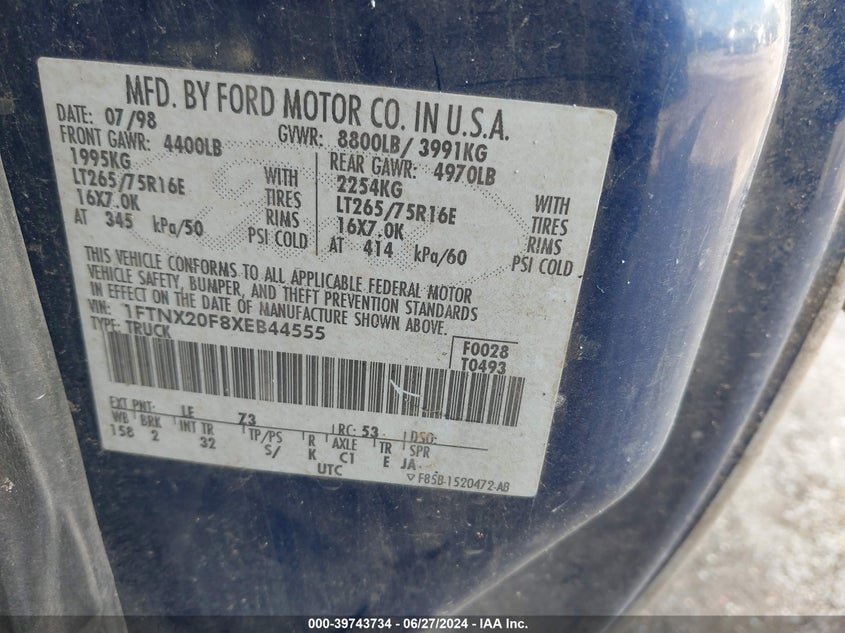 MFD. BY FORD MOTOR CO. IN U.S.A.
DATE: 07/98 GVWR: 8800LB/ 3991KG
FRONT GAWR: 4400LB REAR GAWR: 4970LB
1995KG WITH 2254KG WITH
LT265/75R16E TIRES LT265/75R16E TIRES
16X7.0K RIMS 16X7.0K RIMS
AT 345 kPa/50 PSI COLD AT 414 kPa/60 PSI COLD
THIS VEHICLE CONFORMS TO ALL APPLICABLE FEDERAL MOTOR
VEHICLE SAFETY, BUMPER, AND THEFT PREVENTION STANDARDS
IN EFFECT ON THE DATE OF MANUFACTURE SHOWN ABOVE.
VIN: 1FTNX20F8XEB44555
TYPE: TRUCK
F0028
T0493
EXT PNT: LE Z3 RC: 53 DSO:
WB BRK INT TR TP/PS R AXLE TR SPR
158 2 32 S/ K C1 E JA
UTC
F85B-1520472-AB
000-39743734 - 06/27/2024 - IAA Inc.